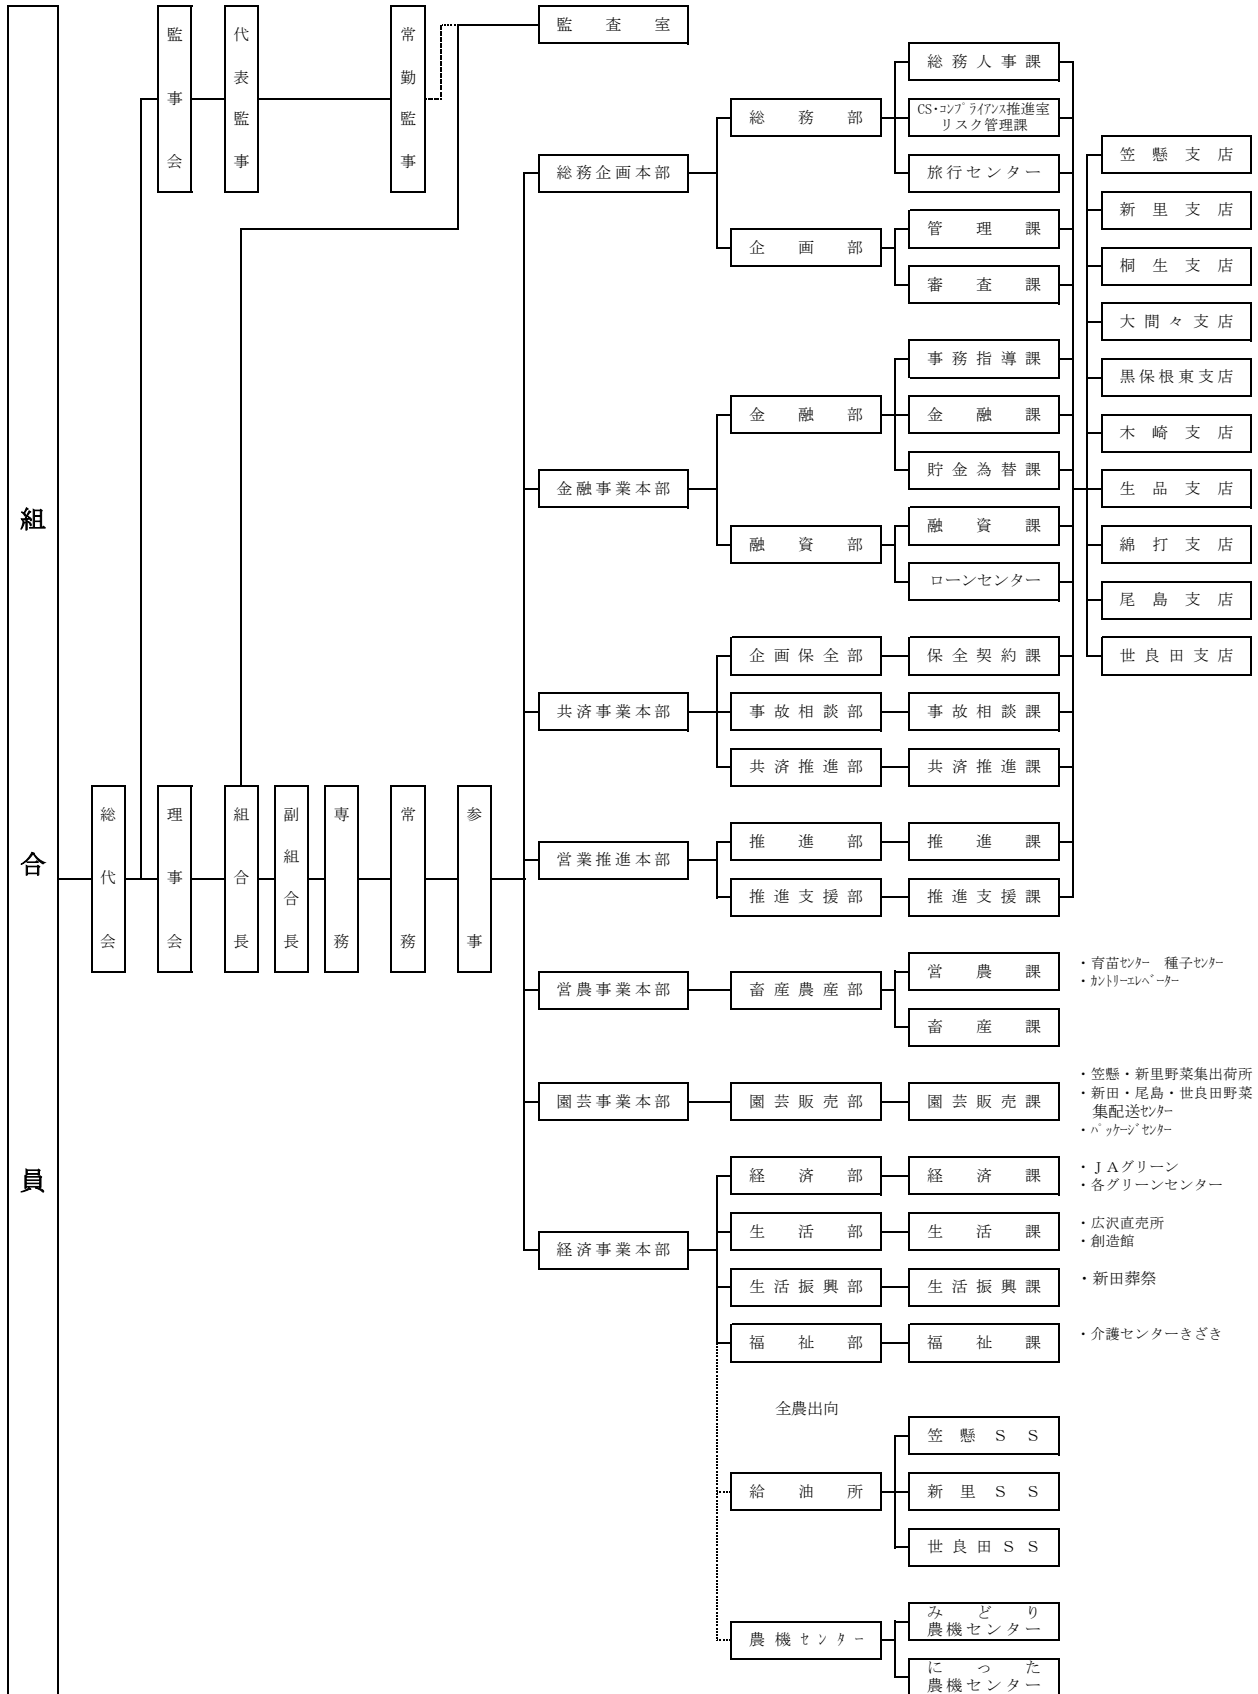 組合員
総代会
監事会
代表監事
常勤監事
理事会
組合長
副組合長
専務
常務
参事
監査室
総務企画本部
総務部
総務人事課
CS・コンプライアンス推進室
リスク管理課
旅行センター
企画部
管理課
審査課
金融事業本部
金融部
事務指導課
金融課
貯金為替課
融資部
融資課
ローンセンター
共済事業本部
企画保全部
保全契約課
事故相談部
事故相談課
共済推進部
共済推進課
営業推進本部
推進部
推進課
推進支援部
推進支援課
笠懸支店
新里支店
桐生支店
大間々支店
黒保根東支店
木崎支店
生品支店
綿打支店
尾島支店
世良田支店
営農事業本部
畜産農産部
営農課
・育苗センター 種子センター
・カントリーエレベーター
畜産課
園芸事業本部
園芸販売部
園芸販売課
・笠懸・新里野菜集出荷所
・新田・尾島・世良田野菜
集配送センター
・パッケージセンター
経済事業本部
経済部
経済課
・JAグリーン
・各グリーンセンター
生活部
生活課
・広沢直売所
・創造館
生活振興部
生活振興課
・新田葬祭
福祉部
福祉課
・介護センターきざき
全農出向
給油所
笠懸SS
新里SS
世良田SS
農機センター
みどり
農機センター
にった
農機センター